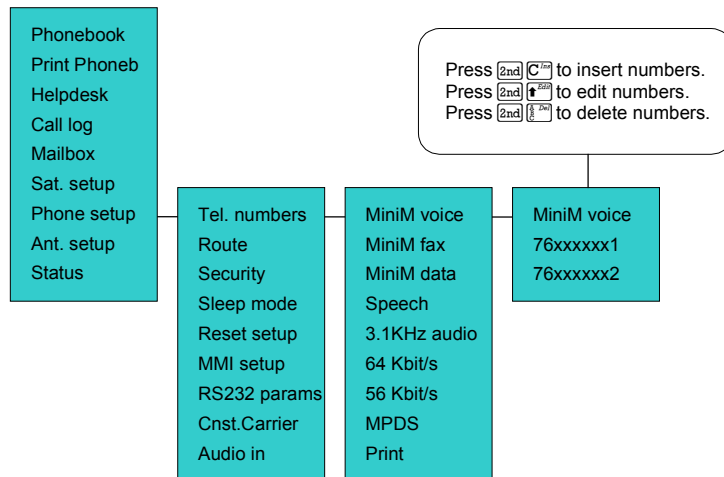 Phonebook
Print Phoneb
Helpdesk
Call log
Mailbox
Sat. setup
Phone setup
Ant. setup
Status
Tel. numbers
Route
Security
Sleep mode
Reset setup
MMI setup
RS232 params
Cnst.Carrier
Audio in
MiniM voice
MiniM fax
MiniM data
Speech
3.1KHz audio
64 Kbit/s
56 Kbit/s
MPDS
Print
Press 2nd C Ins to insert numbers.
Press 2nd Edit to edit numbers.
Press 2nd Del to delete numbers.
MiniM voice
76xxxxxx1
76xxxxxx2